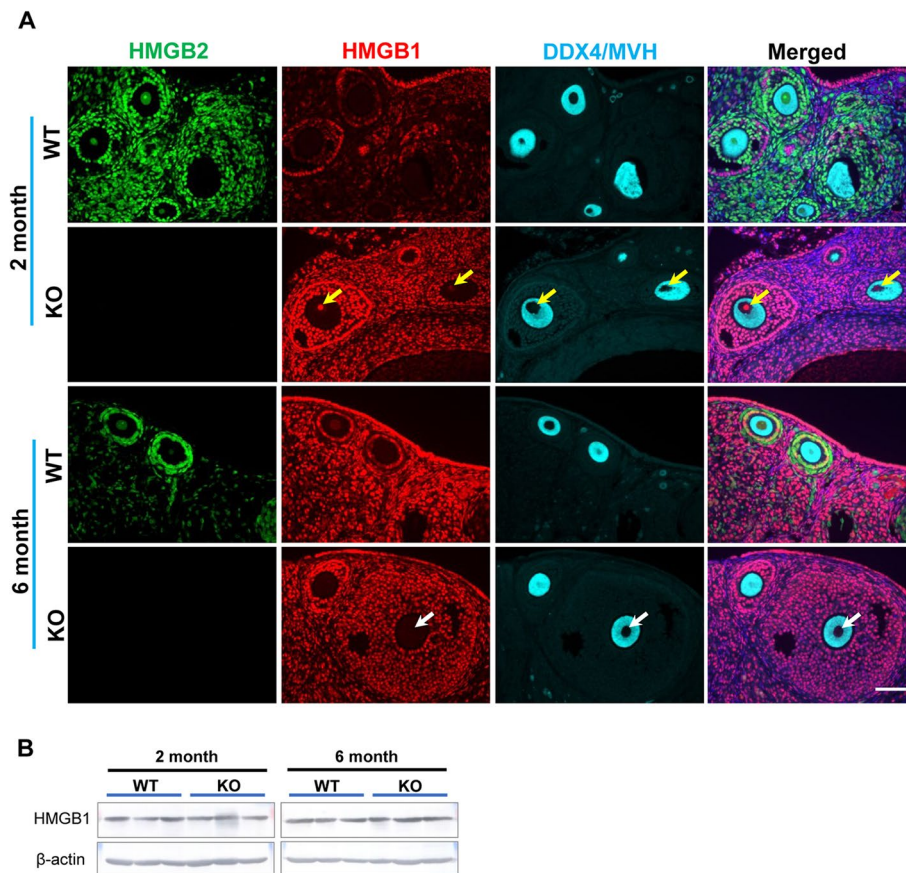 A
HMGB2 HMGB1 DDX4/MVH Merged
2 month
WT
KO
6 month
WT
KO
B
2 month 6 month
WT KO WT KO
HMGB1
β-actin